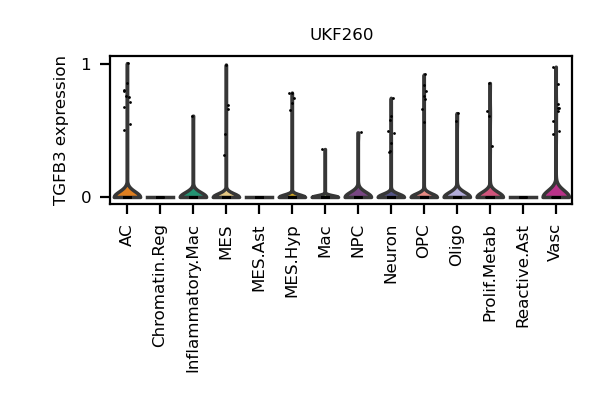 UKF260
TGFB3 expression
1
0
AC
Chromatin.Reg
Inflammatory.Mac
MES
MES.Ast
MES.Hyp
Mac
NPC
Neuron
OPC
Oligo
Prolif.Metab
Reactive.Ast
Vasc